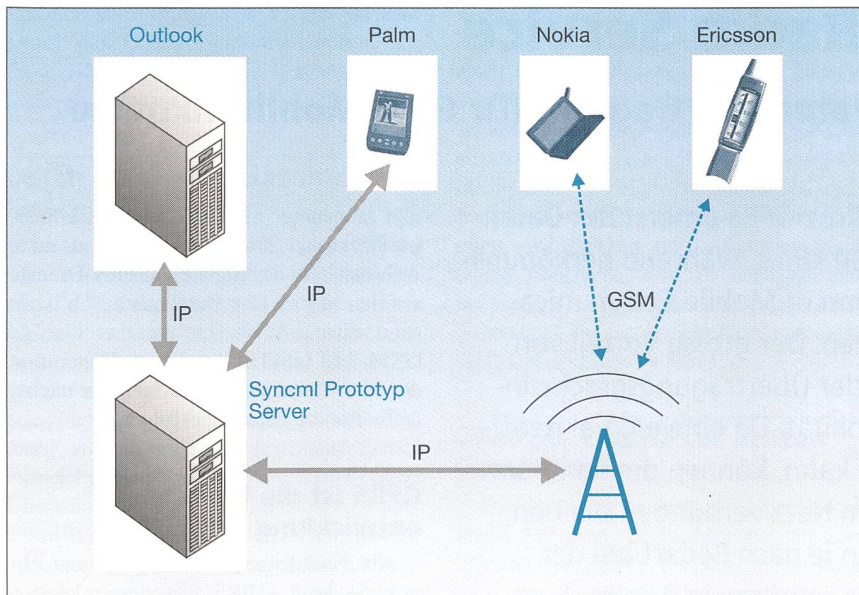 Outlook
Palm
Nokia
Ericsson
IP
IP
GSM
Syncml Prototyp
Server
IP